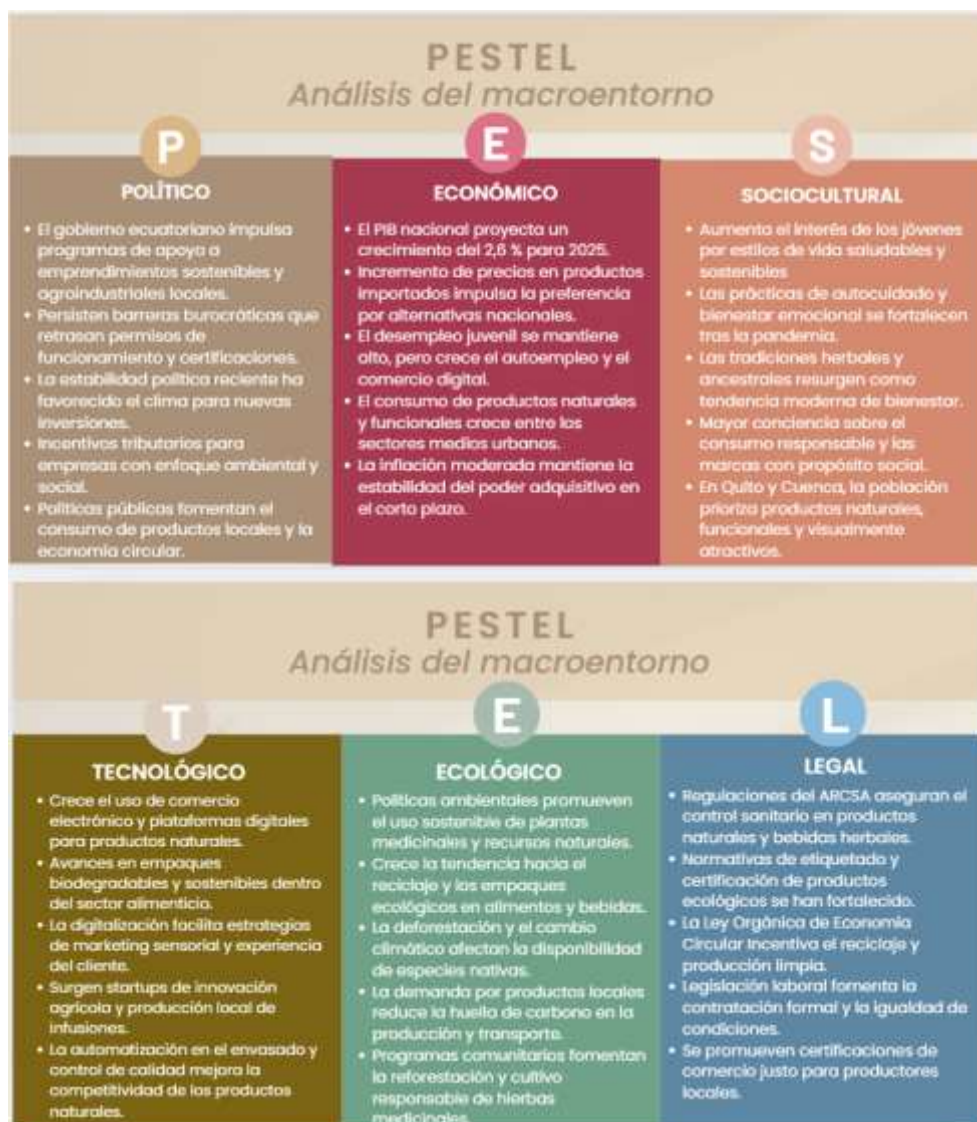 PESTEL
Análisis del macroentorno
P
POLÍTICO
• El gobierno ecuatoriano impulsa
programas de apoyo a
emprendimientos sostenibles y
agroindustriales locales.
• Persisten barreras burocráticas que
retrasan permisos de
funcionamiento y certificaciones.
• La estabilidad política reciente ha
favorecido el clima para nuevas
inversiones.
• Incentivos tributarios para
empresas con enfoque ambiental y
social.
• Políticas públicas fomentan el
consumo de productos locales y la
economía circular.
E
ECONÓMICO
• El PIB nacional proyecta un
crecimiento del 2,6 % para 2025.
• Incremento de precios en productos
importados impulsa la preferencia
por alternativas nacionales.
• El desempleo juvenil se mantiene
alto, pero crece el autoempleo y el
comercio digital.
• El consumo de productos naturales
y funcionales crece entre los
sectores medios urbanos.
• La inflación moderada mantiene la
estabilidad del poder adquisitivo en
el corto plazo.
S
SOCIOCULTURAL
• Aumenta el interés de los jóvenes
por estilos de vida saludables y
sostenibles
• Las prácticas de autocuidado y
bienestar emocional se fortalecen
tras la pandemia.
• Las tradiciones herbales y
ancestrales resurgen como
tendencia moderna de bienestar.
• Mayor conciencia sobre el
consumo responsable y las
marcas con propósito social.
• En Quito y Cuenca, la población
prioriza productos naturales,
funcionales y visualmente
atractivos.
PESTEL
Análisis del macroentorno
T
TECNOLÓGICO
• Crece el uso de comercio
electrónico y plataformas digitales
para productos naturales.
• Avances en empaques
biodegradables y sostenibles dentro
del sector alimenticio.
• La digitalización facilita estrategias
de marketing sensorial y experiencia
del cliente.
• Surgen startups de innovación
agrícola y producción local de
infusiones.
• La automatización en el envasado y
control de calidad mejora la
competitividad de los productos
naturales.
E
ECOLÓGICO
• Políticas ambientales promueven
el uso sostenible de plantas
medicinales y recursos naturales.
• Crece la tendencia hacia el
reciclaje y los empaques
ecológicos en alimentos y bebidas.
• La deforestación y el cambio
climático afectan la disponibilidad
de especies nativas.
• La demanda por productos locales
reduce la huella de carbono en la
producción y transporte.
• Programas comunitarios fomentan
la reforestación y cultivo
responsable de hierbas
medicinales.
L
LEGAL
• Regulaciones del ARCSA aseguran el
control sanitario en productos
naturales y bebidas herbales.
• Normativas de etiquetado y
certificación de productos
ecológicos se han fortalecido.
• La Ley Orgánica de Economía
Circular Incentiva el reciclaje y
producción limpia.
• Legislación laboral fomenta la
contratación formal y la igualdad de
condiciones.
• Se promueven certificaciones de
comercio justo para productores
locales.